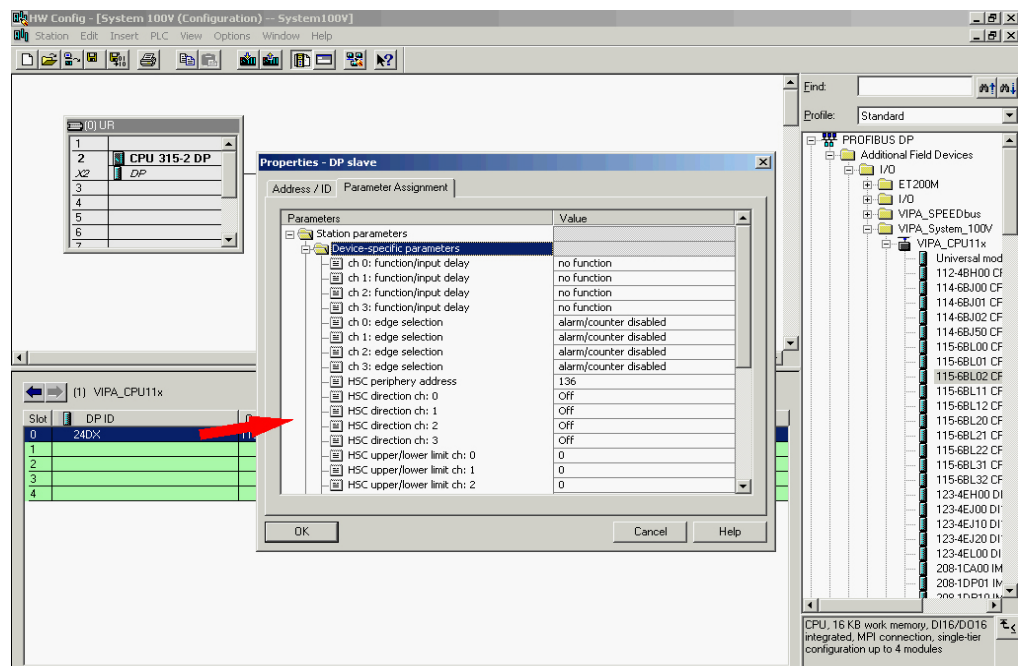 HW Config - [System 100V (Configuration) -- System100V]
Station Edit Insert PLC View Options Window Help
Find:
Profile: Standard
(0) UR
1
2 CPU 315-2 DP
X2 DP
3
4
5
6
7
Properties - DP slave
Address / ID Parameter Assignment
Parameters Value
Station parameters
Device-specific parameters
ch 0: function/input delay no function
ch 1: function/input delay no function
ch 2: function/input delay no function
ch 3: function/input delay no function
ch 0: edge selection alarm/counter disabled
ch 1: edge selection alarm/counter disabled
ch 2: edge selection alarm/counter disabled
ch 3: edge selection alarm/counter disabled
HSC periphery address 136
HSC direction ch: 0 Off
HSC direction ch: 1 Off
HSC direction ch: 2 Off
HSC direction ch: 3 Off
HSC upper/lower limit ch: 0 0
HSC upper/lower limit ch: 1 0
HSC upper/lower limit ch: 2 0
OK Cancel Help
(1) VIPA_CPU11x
Slot DP ID
0 24DX
1
2
3
4
PROFIBUS DP
Additional Field Devices
I/O
ET200M
I/O
VIPA_SPEEDbus
VIPA_System_100V
VIPA_CPU11x
Universal mod
112-4BH00 CF
114-6BJ00 CF
114-6BJ01 CF
114-6BJ02 CF
114-6BJ50 CF
115-6BL00 CF
115-6BL01 CF
115-6BL02 CF
115-6BL11 CF
115-6BL12 CF
115-6BL20 CF
115-6BL21 CF
115-6BL22 CF
115-6BL31 CF
115-6BL32 CF
123-4EH00 DI
123-4EJ00 DI
123-4EJ10 DI
123-4EJ20 DI
123-4EL00 DI
208-1CA00 IM
208-1DP01 IM
CPU, 16 KB work memory, DI16/DO16
integrated, MPI connection, single-tier
configuration up to 4 modules